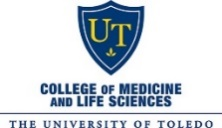 UT
COLLEGE OF MEDICINE
AND LIFE SCIENCES
THE UNIVERSITY OF TOLEDO